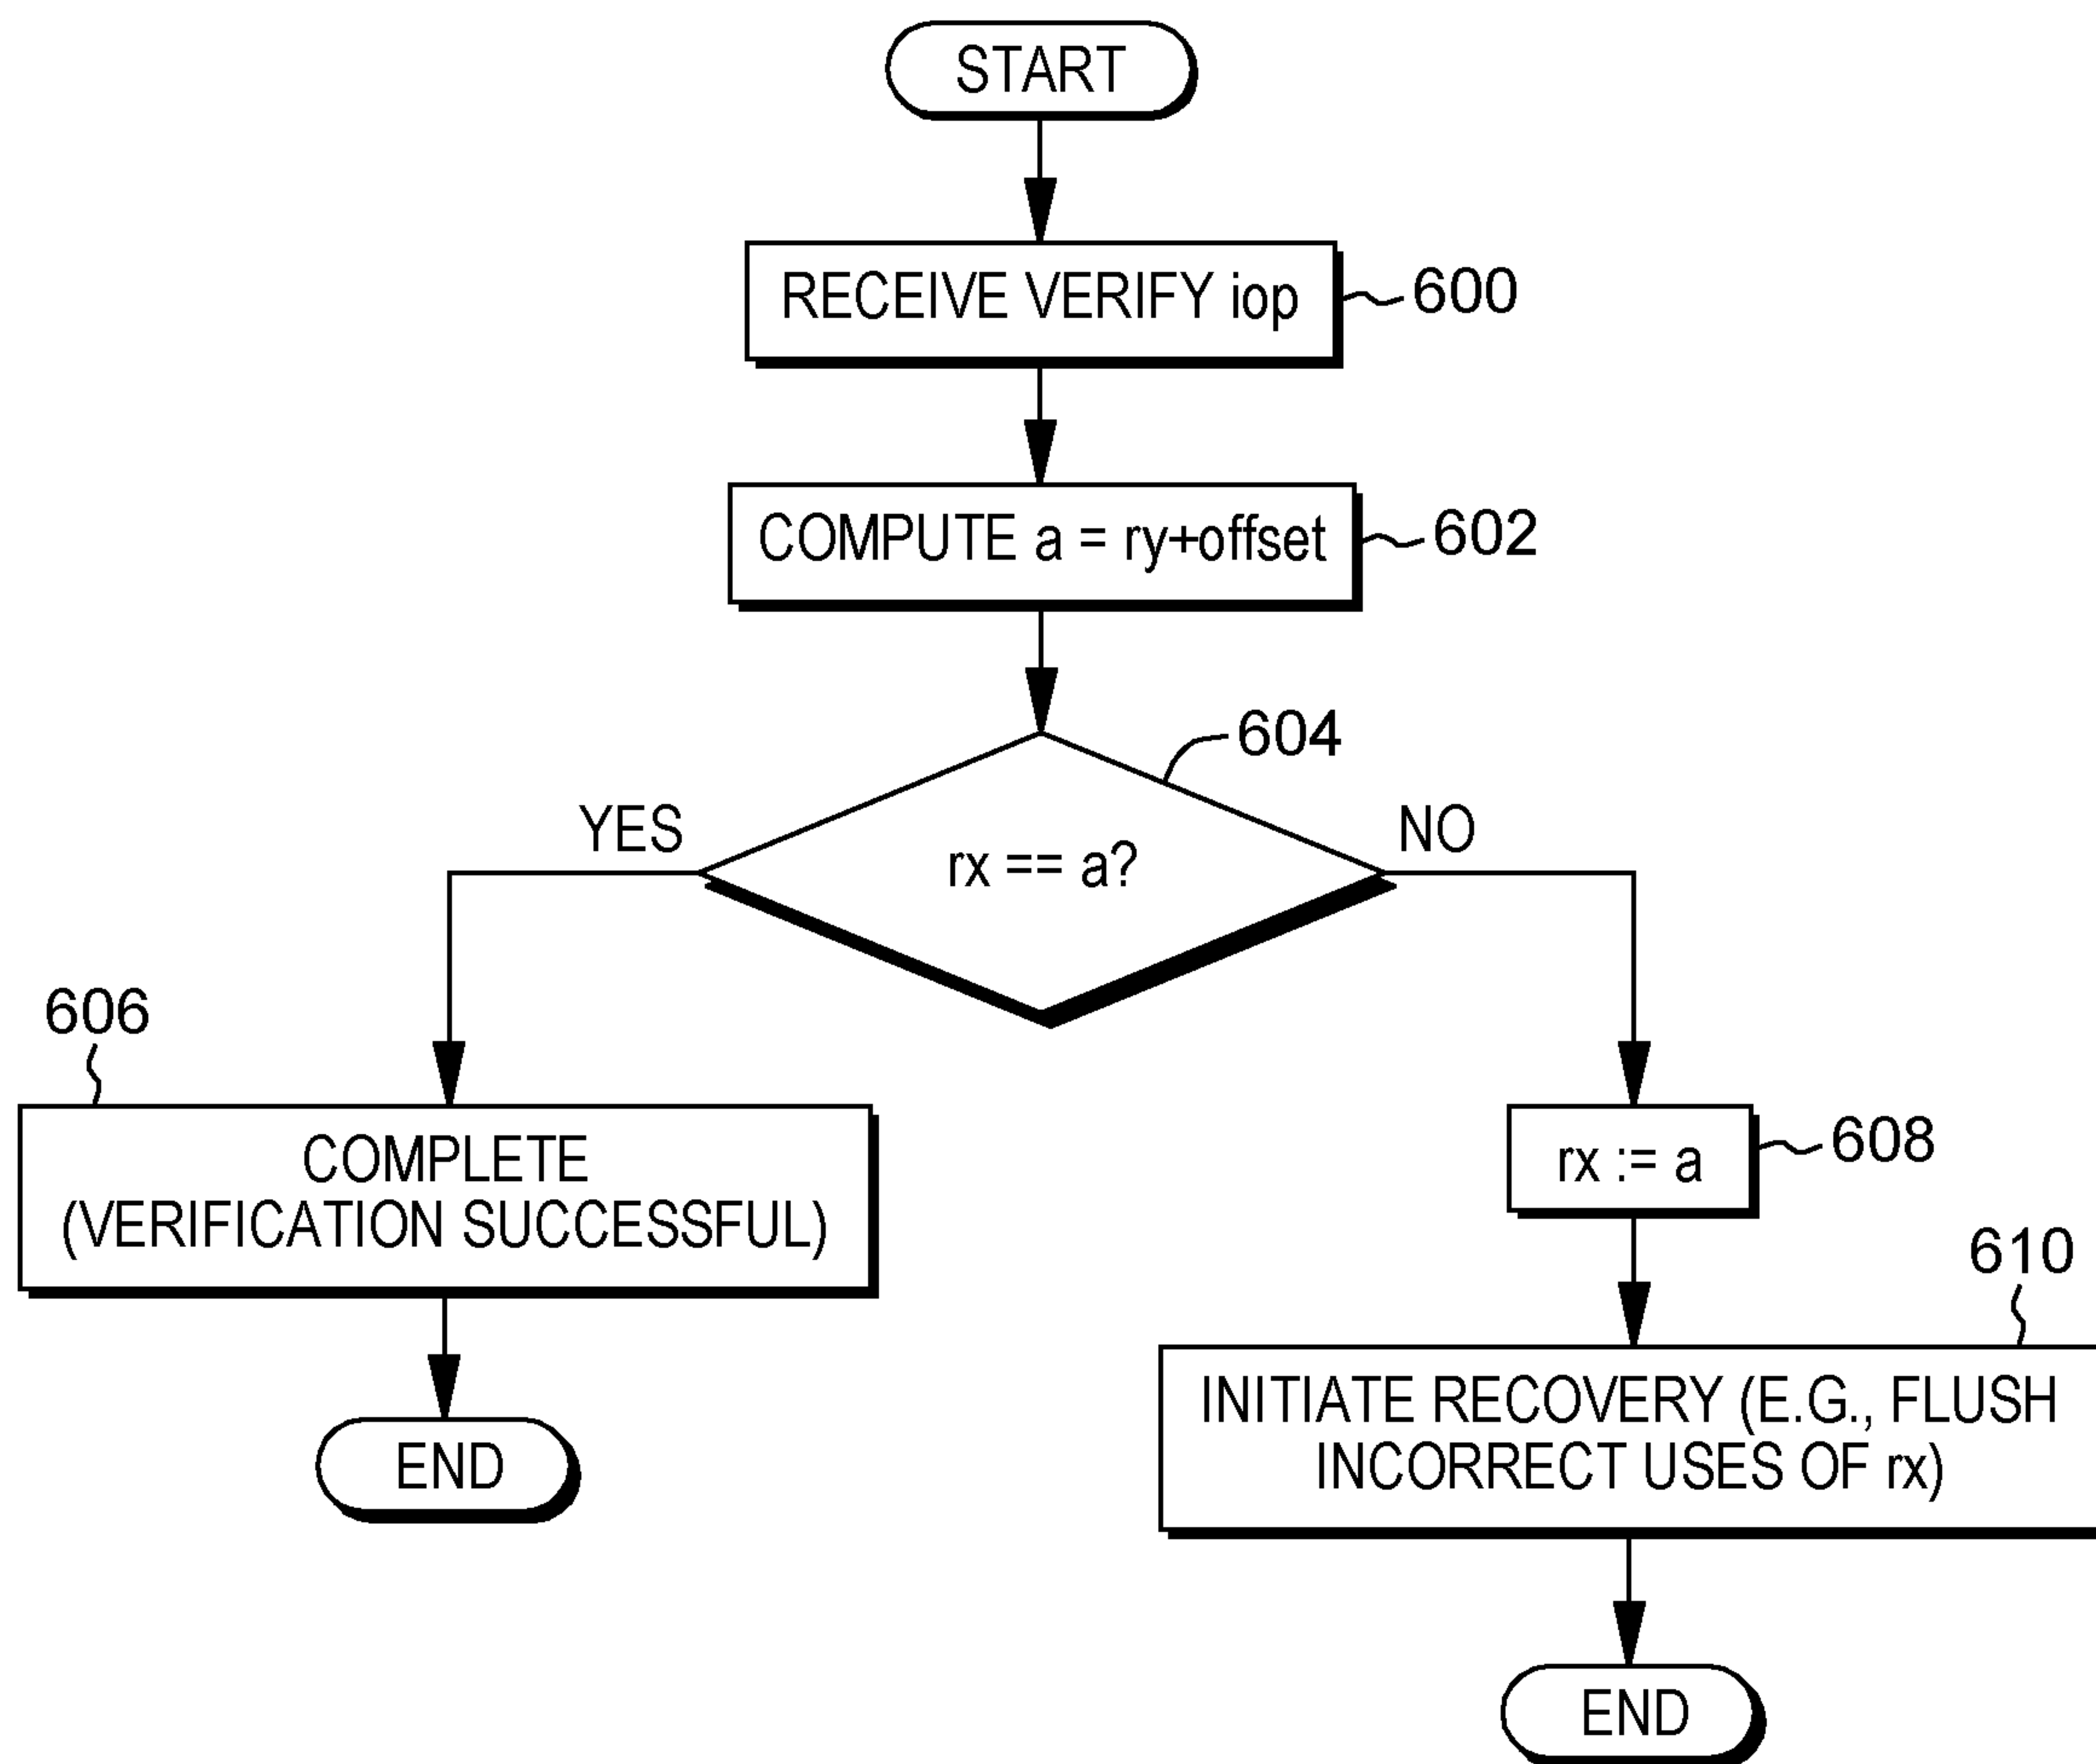 START
RECEIVE VERIFY iop
600
COMPUTE a = ry+offset
602
604
YES
rx == a?
NO
606
COMPLETE
(VERIFICATION SUCCESSFUL)
rx := a
608
610
INITIATE RECOVERY (E.G., FLUSH
INCORRECT USES OF rx)
END
END